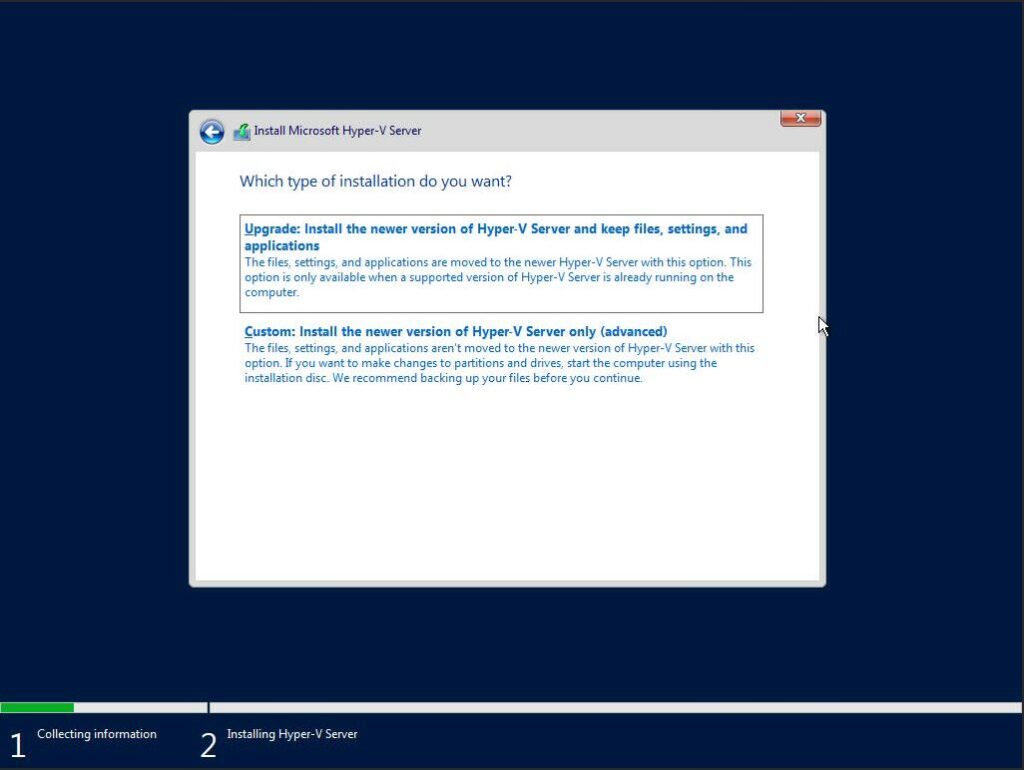 Install Microsoft Hyper-V Server
Which type of installation do you want?
Upgrade: Install the newer version of Hyper-V Server and keep files, settings, and
applications
The files, settings, and applications are moved to the newer Hyper-V Server with this option. This
option is only available when a supported version of Hyper-V Server is already running on the
computer.
Custom: Install the newer version of Hyper-V Server only (advanced)
The files, settings, and applications aren't moved to the newer version of Hyper-V Server with this
option. If you want to make changes to partitions and drives, start the computer using the
installation disc. We recommend backing up your files before you continue.
1 Collecting information
2 Installing Hyper-V Server